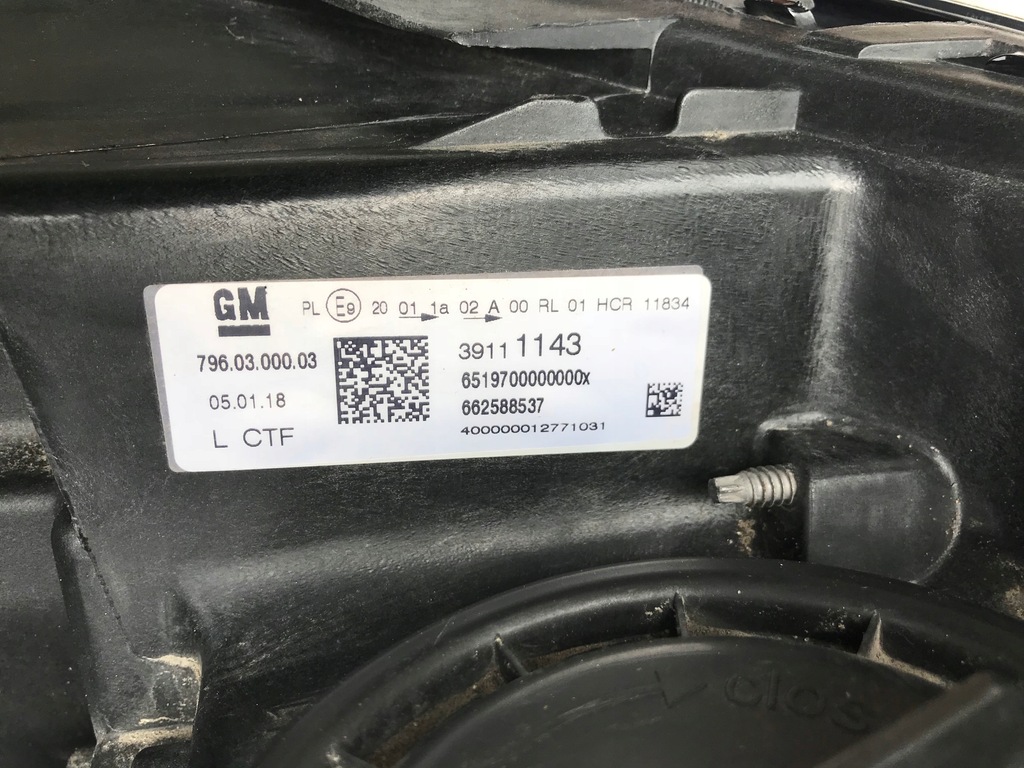 GM
PL E9 20 01 1a 02 A 00 RL 01 HCR 11834
796.03.000.03
39111143
6519700000000x
05.01.18
662588537
L CTF
400000012771031